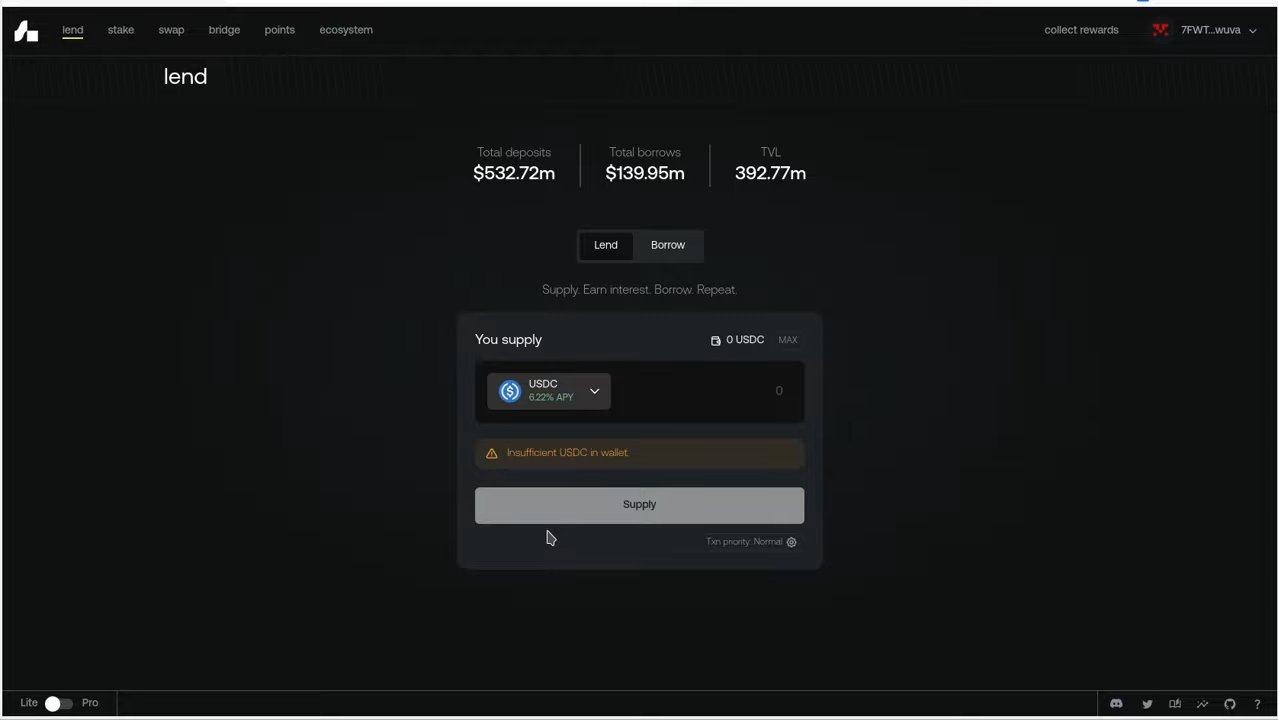 lend stake swap bridge points ecosystem collect rewards 7FWT...wuva
lend
Total deposits Total borrows TVL
$532.72m $139.95m 392.77m
Lend Borrow
Supply. Earn interest. Borrow. Repeat.
You supply 0 USDC MAX
USDC
6.22% APY
0
Insufficient USDC in wallet.
Supply
Txn priority: Normal
Lite Pro ?